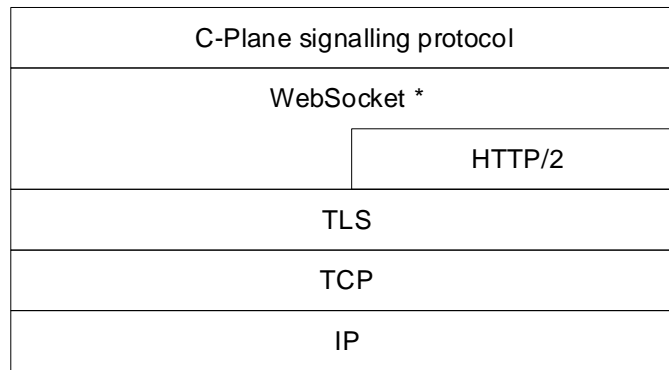 C-Plane signalling protocol
WebSocket *
HTTP/2
TLS
TCP
IP